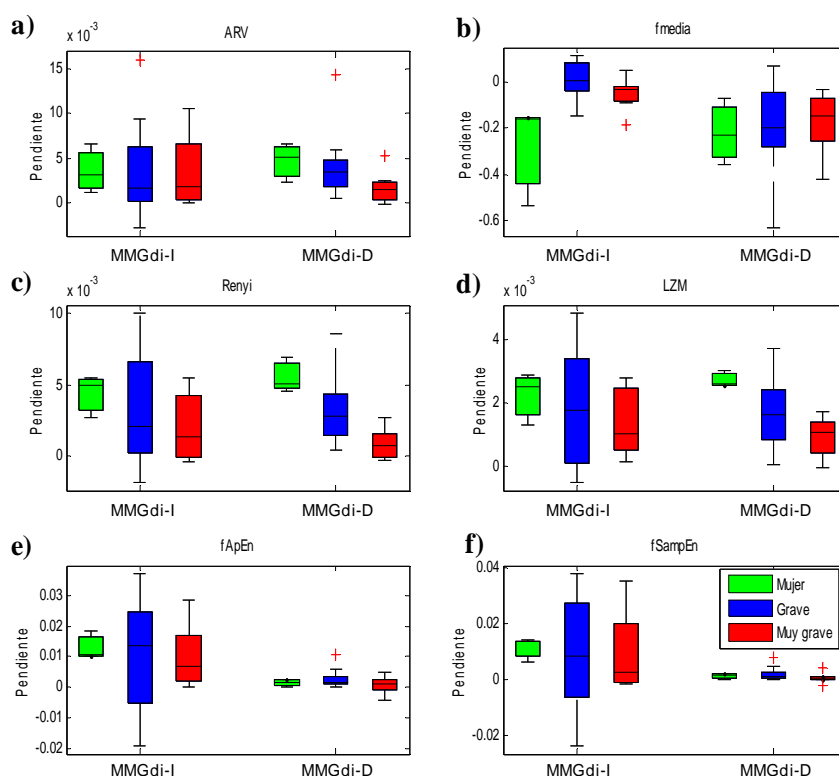 a)
x 10^-3
ARV
15
10
5
0
Pendiente
MMGdi-I
MMGdi-D
b)
fmedia
0
-0.2
-0.4
-0.6
Pendiente
MMGdi-I
MMGdi-D
c)
x 10^-3
Renyi
10
5
0
Pendiente
MMGdi-I
MMGdi-D
d)
x 10^-3
LZM
4
2
0
Pendiente
MMGdi-I
MMGdi-D
e)
fApEn
0.03
0.02
0.01
0
-0.01
-0.02
Pendiente
MMGdi-I
MMGdi-D
f)
fSampEn
0.04
0.02
0
-0.02
Pendiente
MMGdi-I
MMGdi-D
Mujer
Grave
Muy grave